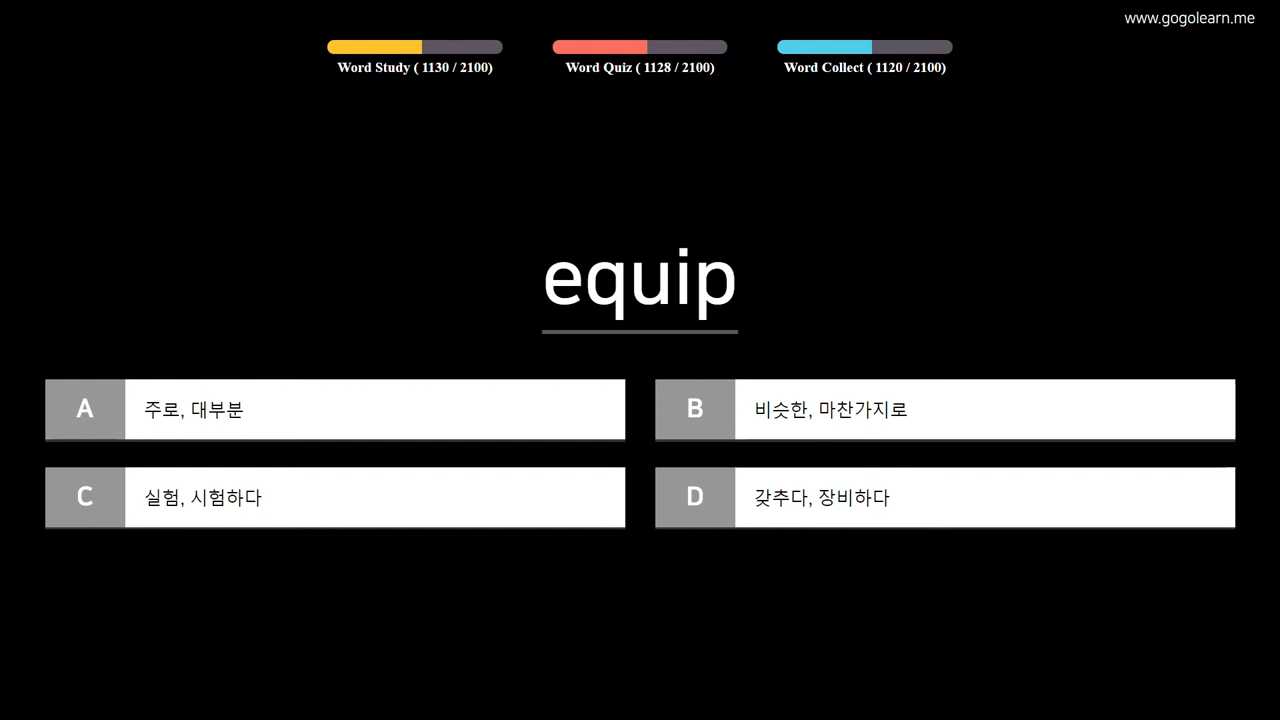 www.gogolearn.me
Word Study ( 1130 / 2100)
Word Quiz ( 1128 / 2100)
Word Collect ( 1120 / 2100)
equip
A 주로, 대부분
B 비슷한, 마찬가지로
C 실험, 시험하다
D 갖추다, 장비하다